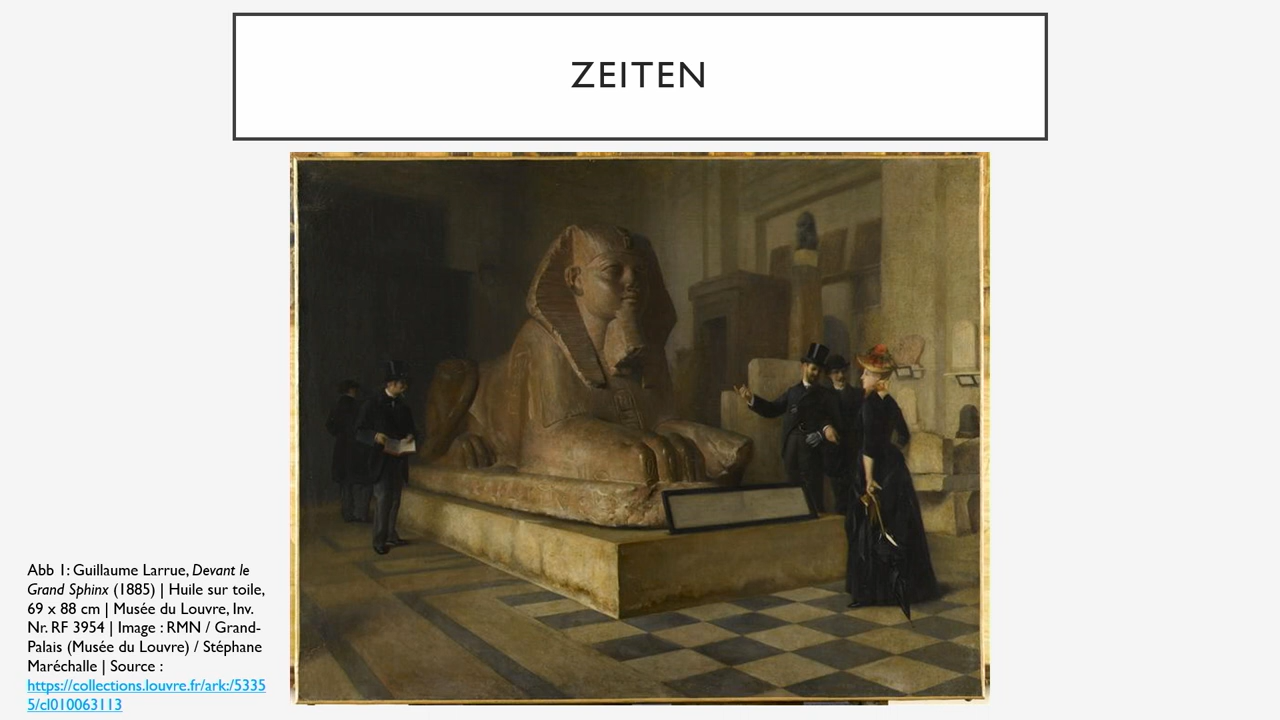 ZEITEN
Abb 1: Guillaume Larrue, Devant le
Grand Sphinx (1885) | Huile sur toile,
69 x 88 cm | Musée du Louvre, Inv.
Nr. RF 3954 | Image : RMN / Grand-
Palais (Musée du Louvre) / Stéphane
Maréchalle | Source :
https://collections.louvre.fr/ark:/5335
5/cl010063113